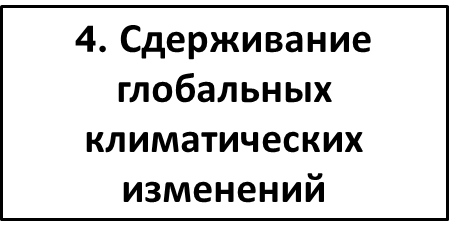 4. Сдерживание
глобальных
климатических
изменений